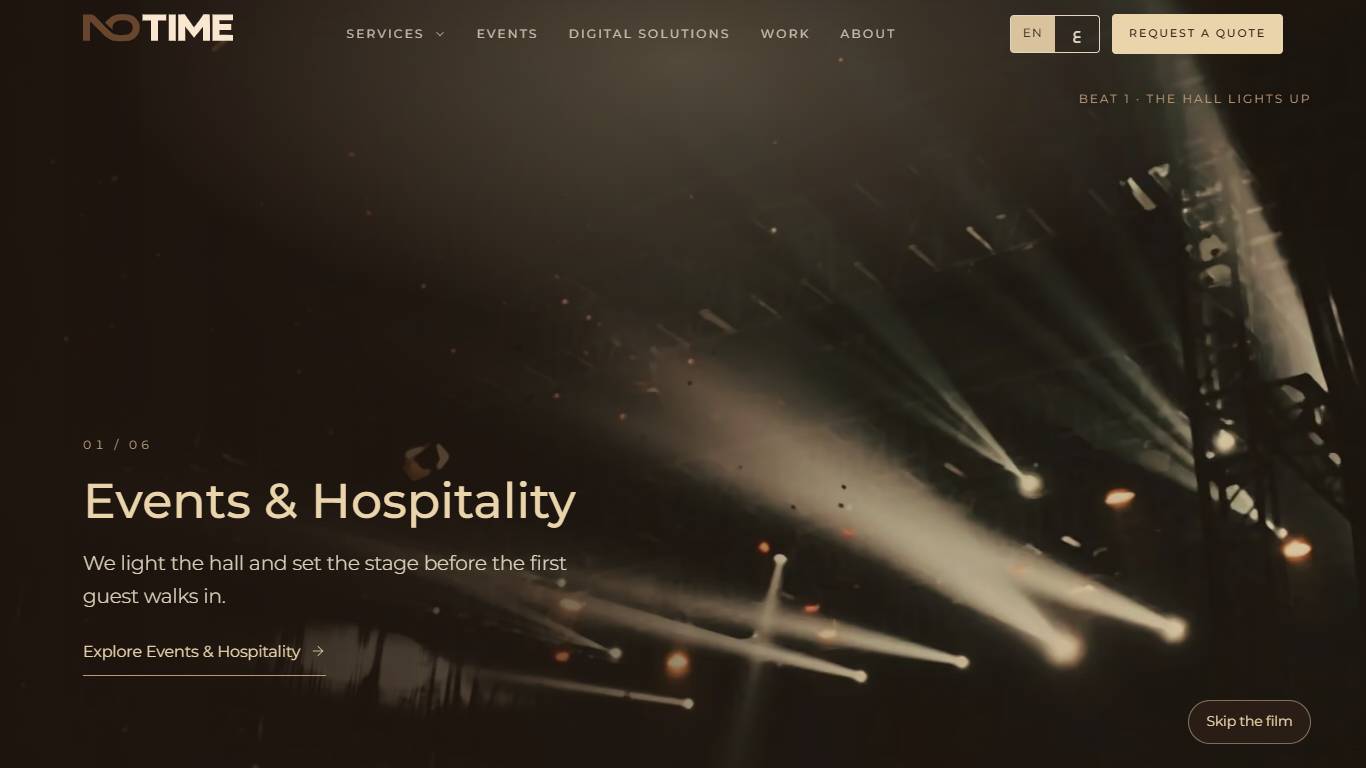 NO TIME
SERVICES
EVENTS
DIGITAL SOLUTIONS
WORK
ABOUT
EN
ع
REQUEST A QUOTE
BEAT 1 · THE HALL LIGHTS UP
01 / 06
Events & Hospitality
We light the hall and set the stage before the first
guest walks in.
Explore Events & Hospitality →
Skip the film